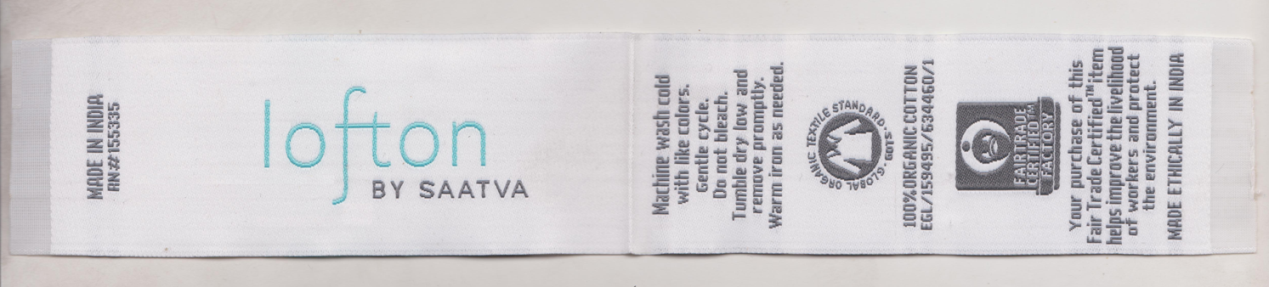 MADE IN INDIA
RN##155335
lofton
BY SAATVA
Machine wash cold
with like colors.
Gentle cycle.
Do not bleach.
Tumble dry low and
remove promptly.
Warm iron as needed.
GLOBAL ORGANIC TEXTILE STANDARD · GOTS ·
100% ORGANIC COTTON
EGL/159495/634460/1
FAIRTRADE
CERTIFIED™
FACTORY
Your purchase of this
Fair Trade Certified™ item
helps improve the livelihood
of workers and protect
the environment.
MADE ETHICALLY IN INDIA